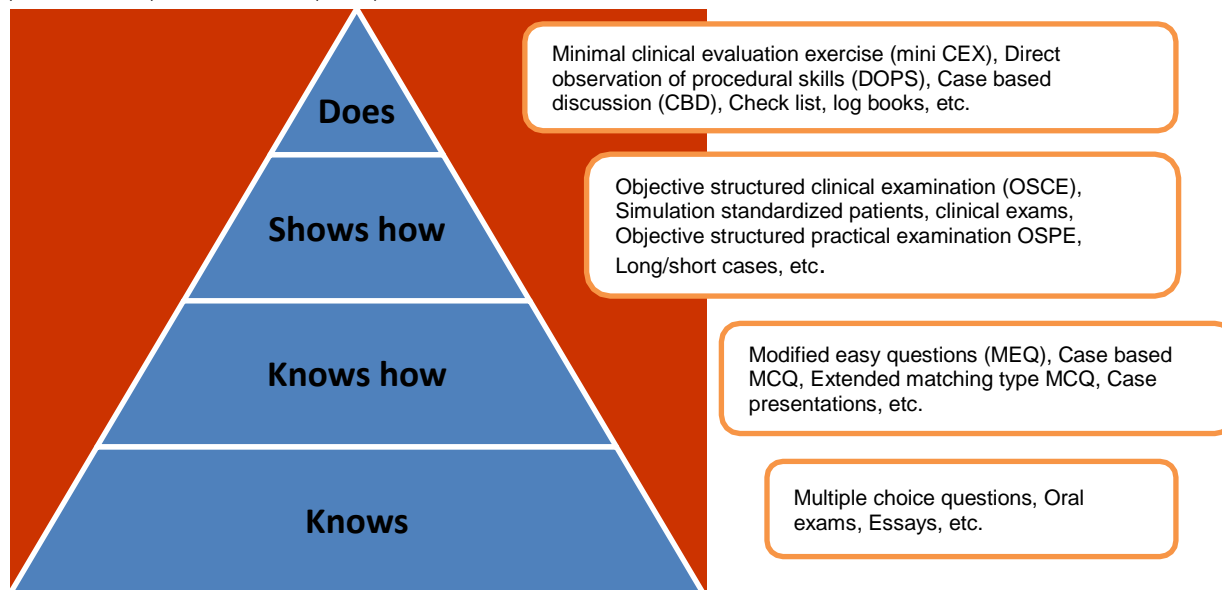 Does
Minimal clinical evaluation exercise (mini CEX), Direct
observation of procedural skills (DOPS), Case based
discussion (CBD), Check list, log books, etc.
Shows how
Objective structured clinical examination (OSCE),
Simulation standardized patients, clinical exams,
Objective structured practical examination OSPE,
Long/short cases, etc.
Knows how
Modified easy questions (MEQ), Case based
MCQ, Extended matching type MCQ, Case
presentations, etc.
Knows
Multiple choice questions, Oral
exams, Essays, etc.